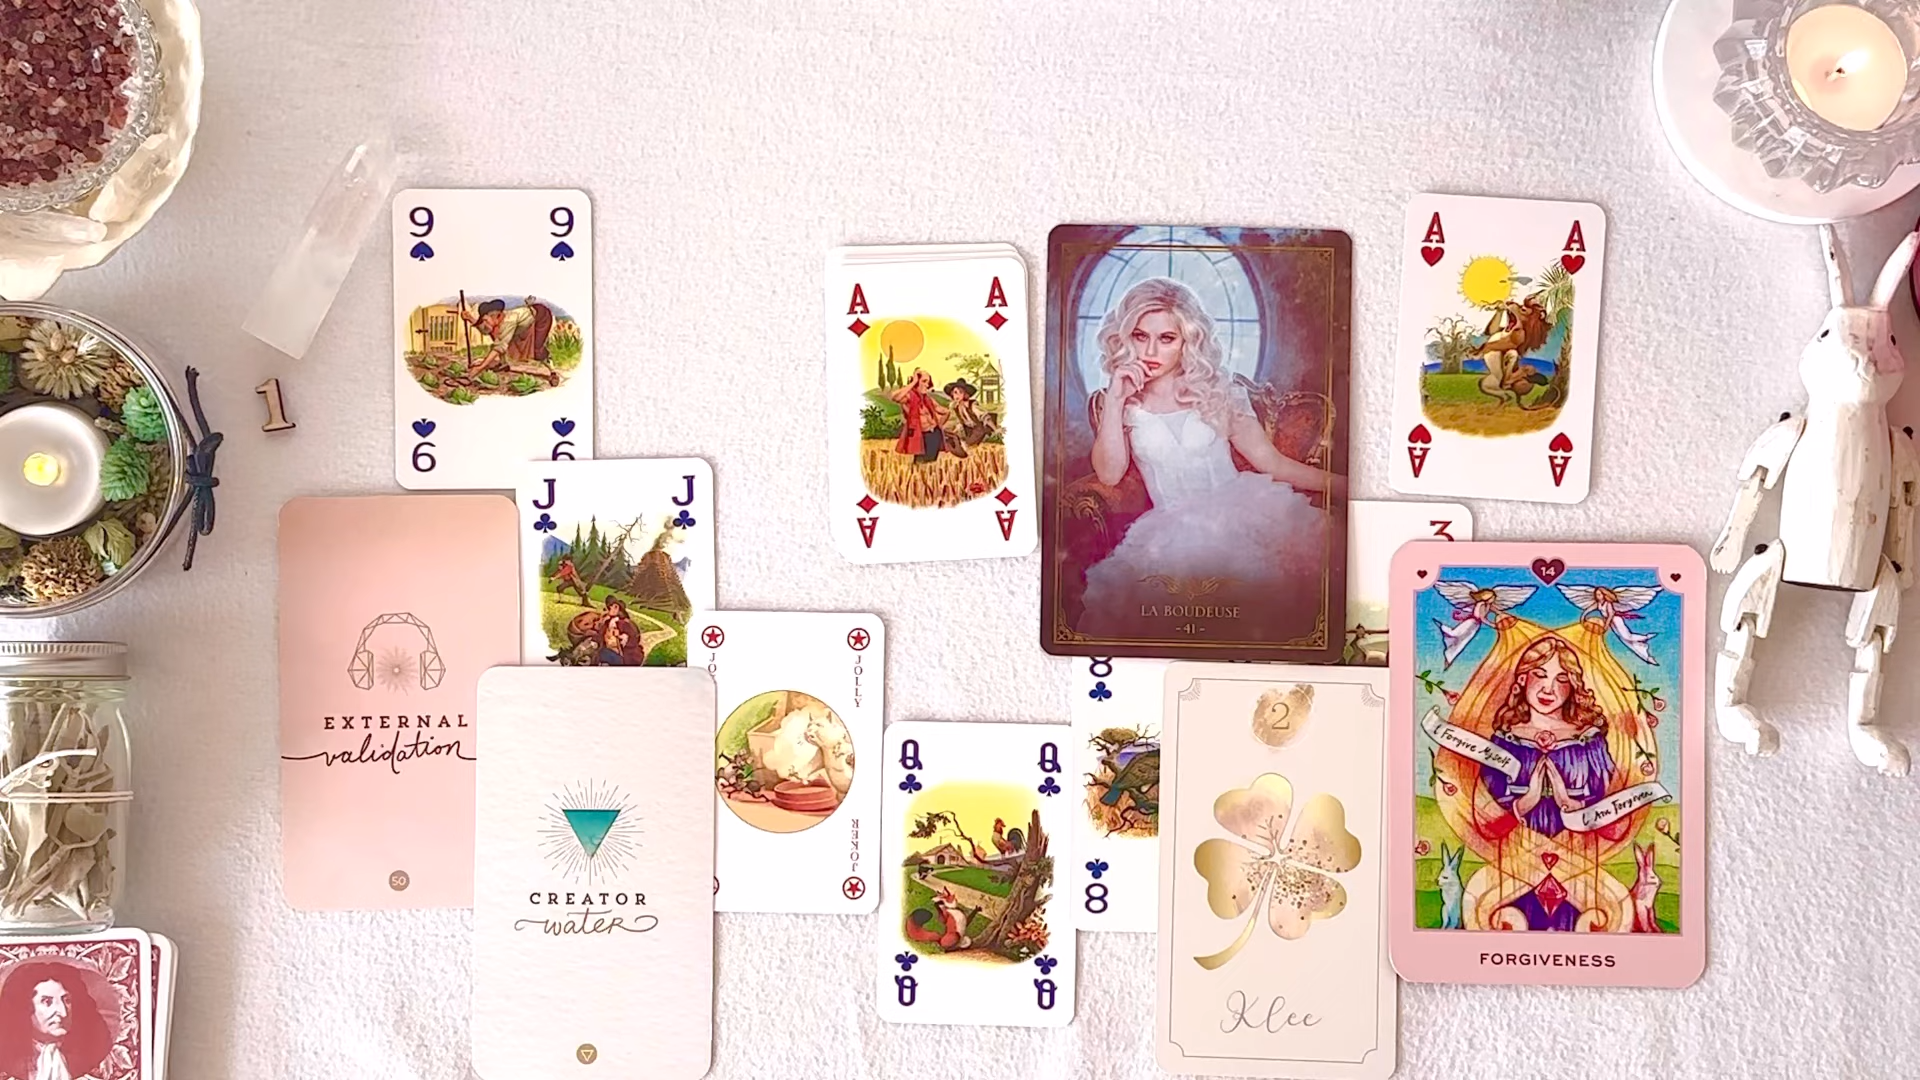 9 9
6 6
1
J J
EXTERNAL
validation
50
CREATOR
water
JOLLY
JOKER
A A
A A
LA BOUDEUSE
- 41 -
A A
A A
3
Q Q
Q Q
8
8
2
Klee
14
I Forgive Myself
I Am Forgiven
FORGIVENESS